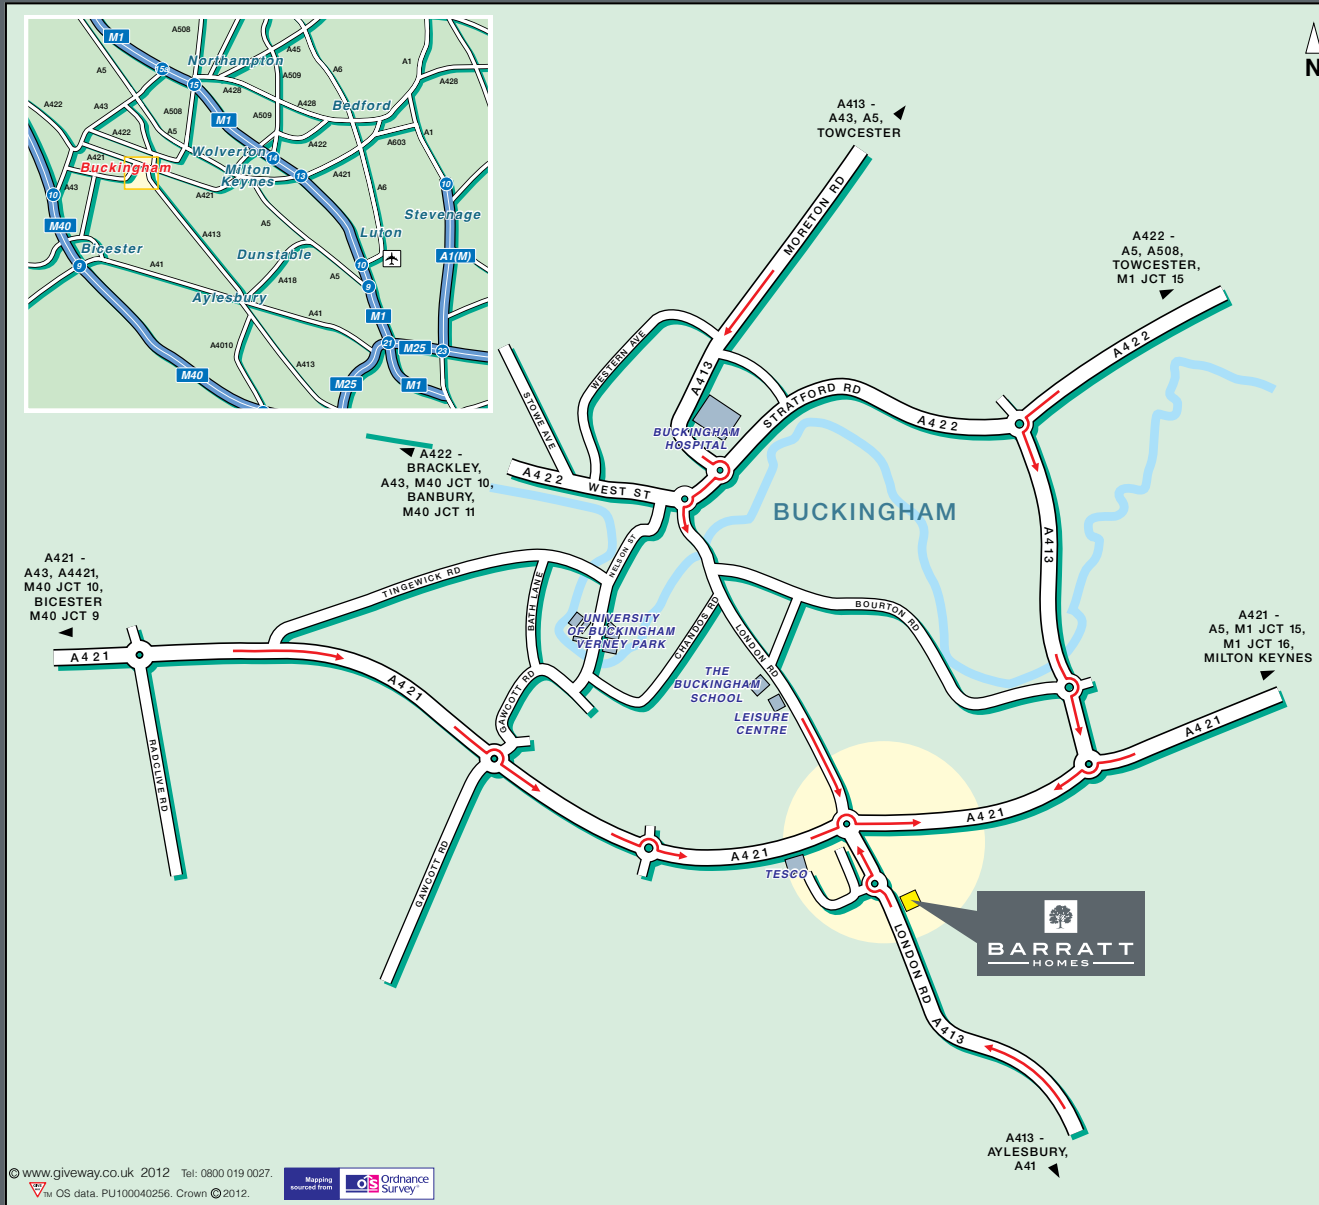 M1
A508
Northampton
A45
A6
A1
A5
15a
15
A509
A428
A428
A422
A43
A508
A428
A509
Bedford
M1
A422
A5
A1
A603
Wolverton
14
A422
A421
Buckingham
Milton
Keynes
13
A421
A6
10
A43
10
A421
A5
Stevenage
M40
A413
Luton
Bicester
Dunstable
A1(M)
9
A41
10
A418
A5
9
Aylesbury
A41
M1
A4010
21
M25
23
A413
M40
M25
M1
N
A413 -
A43, A5,
TOWCESTER
MORETON RD
A422 -
A5, A508,
TOWCESTER,
M1 JCT 15
A422
WESTERN AVE
A413
STOWE AVE
STRATFORD RD
A422
BUCKINGHAM
HOSPITAL
A422 -
BRACKLEY,
A43, M40 JCT 10,
BANBURY,
M40 JCT 11
A422
WEST ST
BUCKINGHAM
A413
NELSON ST
A421 -
A43, A4421,
M40 JCT 10,
BICESTER
M40 JCT 9
TINGEWICK RD
BATH LANE
BOURTON RD
UNIVERSITY
OF BUCKINGHAM
VERNEY PARK
CHANDOS RD
LONDON RD
A421 -
A5, M1 JCT 15,
M1 JCT 16,
MILTON KEYNES
A421
A421
GAWCOTT RD
THE
BUCKINGHAM
SCHOOL
LEISURE
CENTRE
A421
RADCLIVE RD
A421
A421
GAWCOTT RD
TESCO
LONDON RD
BARRATT
HOMES
A413
A413 -
AYLESBURY,
A41
© www.giveway.co.uk 2012 Tel: 0800 019 0027.
TM OS data. PU100040256. Crown © 2012.
Mapping
sourced from
os Ordnance
Survey®